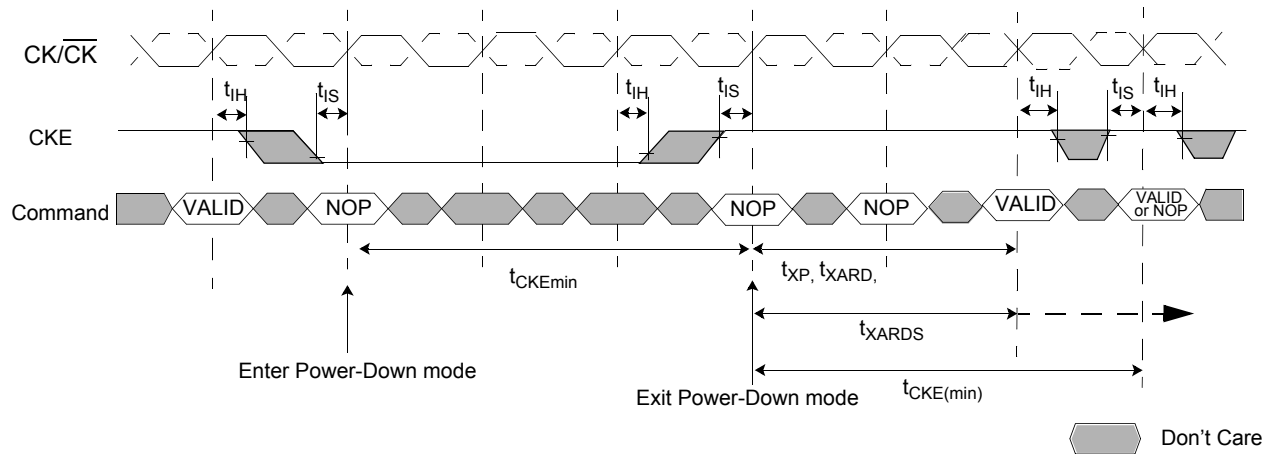 CK/CK
tIH tIS tIH tIS tIH tIS tIH
CKE
Command VALID NOP NOP NOP VALID VALID or NOP
tCKEmin tXP, tXARD,
tXARDS
Enter Power-Down mode
tCKE(min)
Exit Power-Down mode
Don't Care